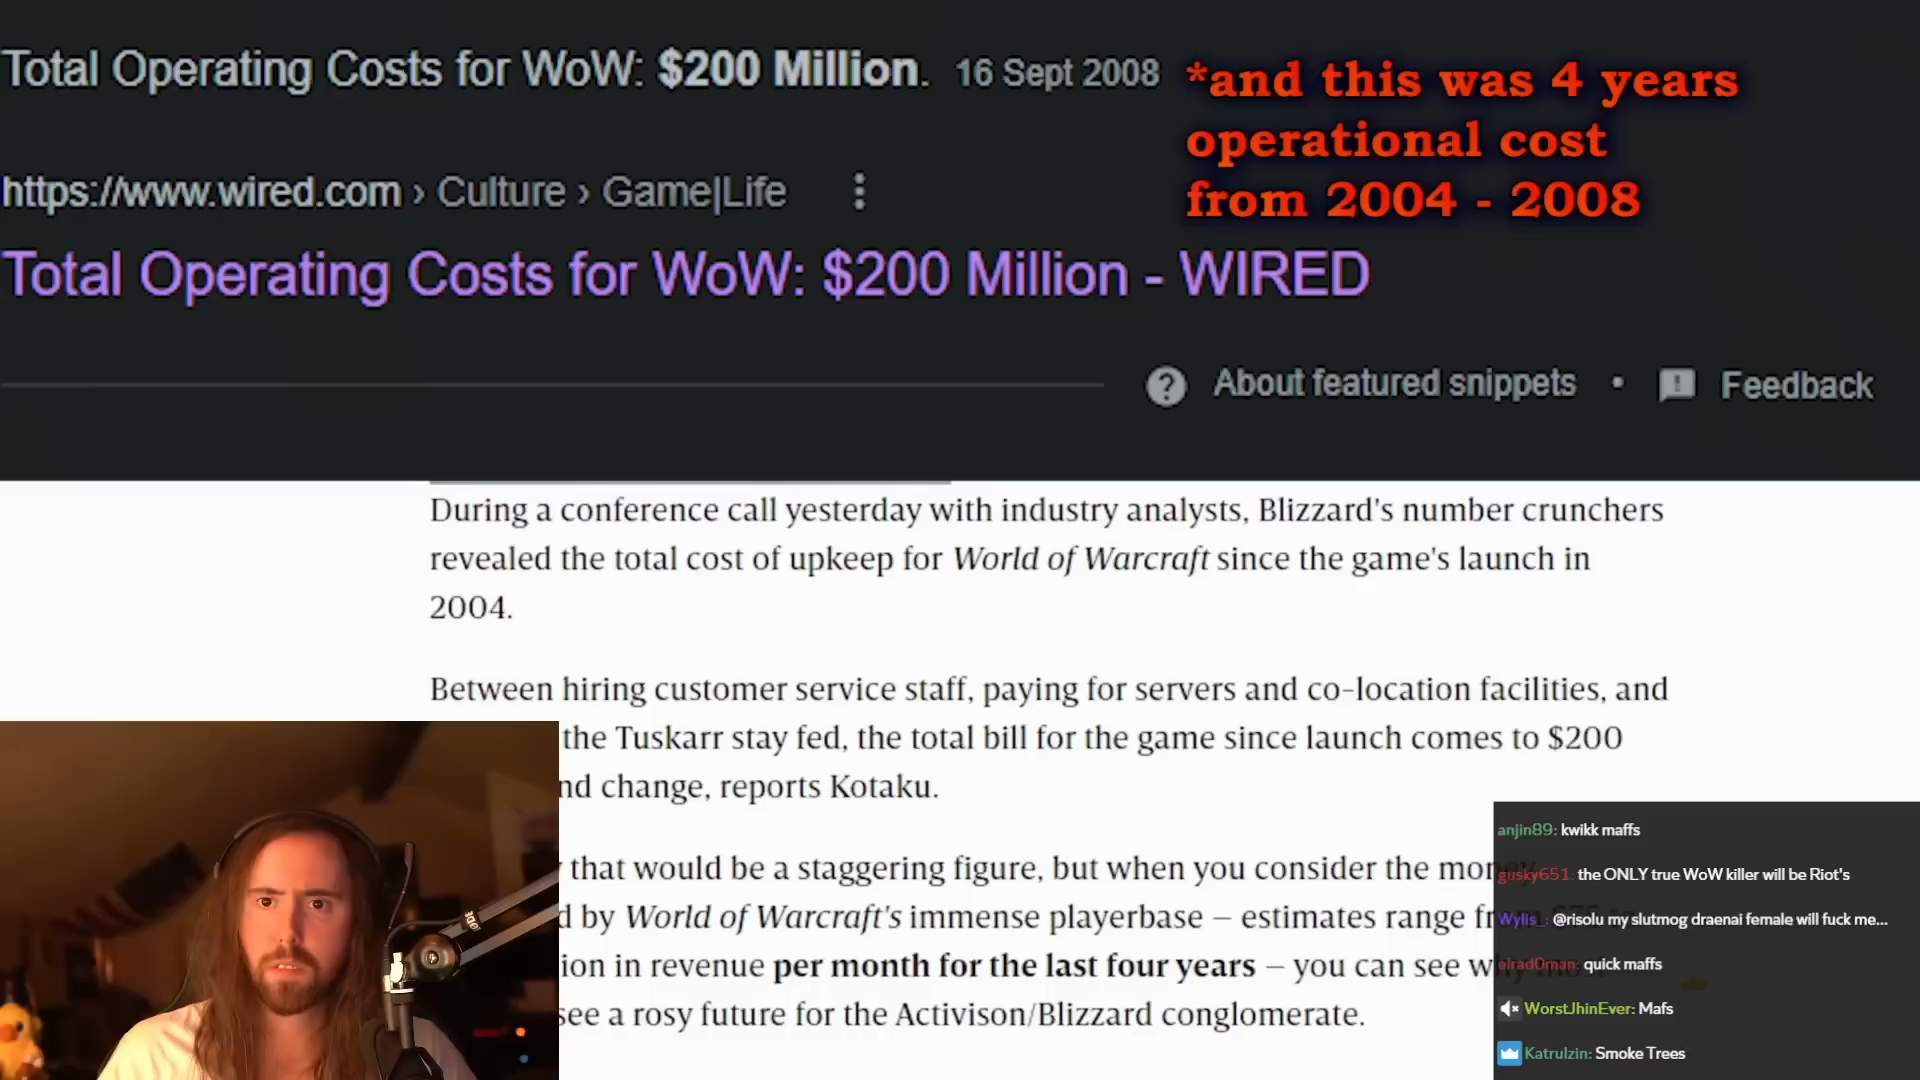 Total Operating Costs for WoW: $200 Million. 16 Sept 2008
*and this was 4 years
operational cost
from 2004 - 2008
https://www.wired.com › Culture › Game|Life
Total Operating Costs for WoW: $200 Million - WIRED
About featured snippets • Feedback
During a conference call yesterday with industry analysts, Blizzard's number crunchers
revealed the total cost of upkeep for World of Warcraft since the game's launch in
2004.
Between hiring customer service staff, paying for servers and co-location facilities, and
the Tuskarr stay fed, the total bill for the game since launch comes to $200
nd change, reports Kotaku.
that would be a staggering figure, but when you consider the money
d by World of Warcraft's immense playerbase — estimates range
ion in revenue per month for the last four years — you can see
see a rosy future for the Activison/Blizzard conglomerate.
anjin89: kwikk maffs
gusky651: the ONLY true WoW killer will be Riot's
Wylis_: @risolu my slutmog draenai female will fuck me...
elrad0man: quick maffs
WorstJhinEver: Mafs
Katrulzin: Smoke Trees